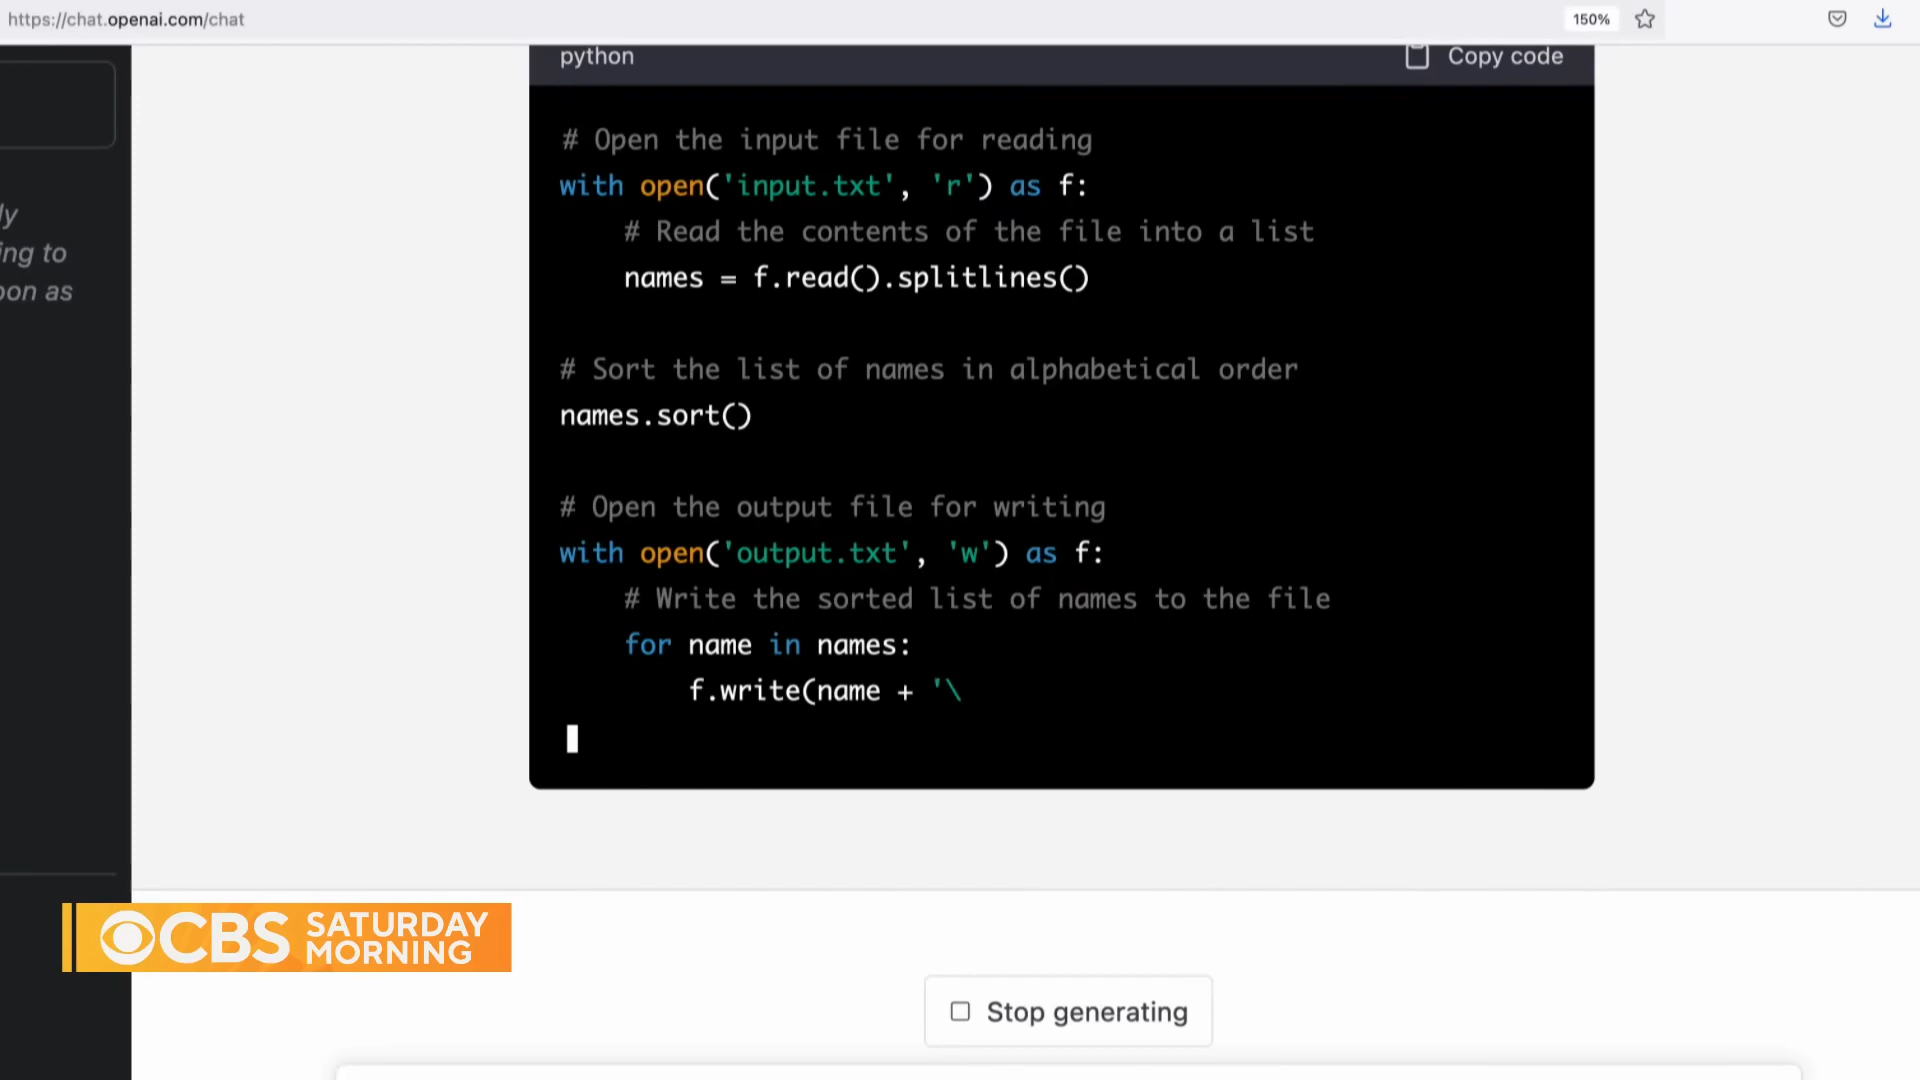 https://chat.openai.com/chat
150%
python
Copy code
# Open the input file for reading
with open('input.txt', 'r') as f:
# Read the contents of the file into a list
names = f.read().splitlines()
# Sort the list of names in alphabetical order
names.sort()
# Open the output file for writing
with open('output.txt', 'w') as f:
# Write the sorted list of names to the file
for name in names:
f.write(name + '\
ly
ing to
oon as
CBS SATURDAY
MORNING
Stop generating